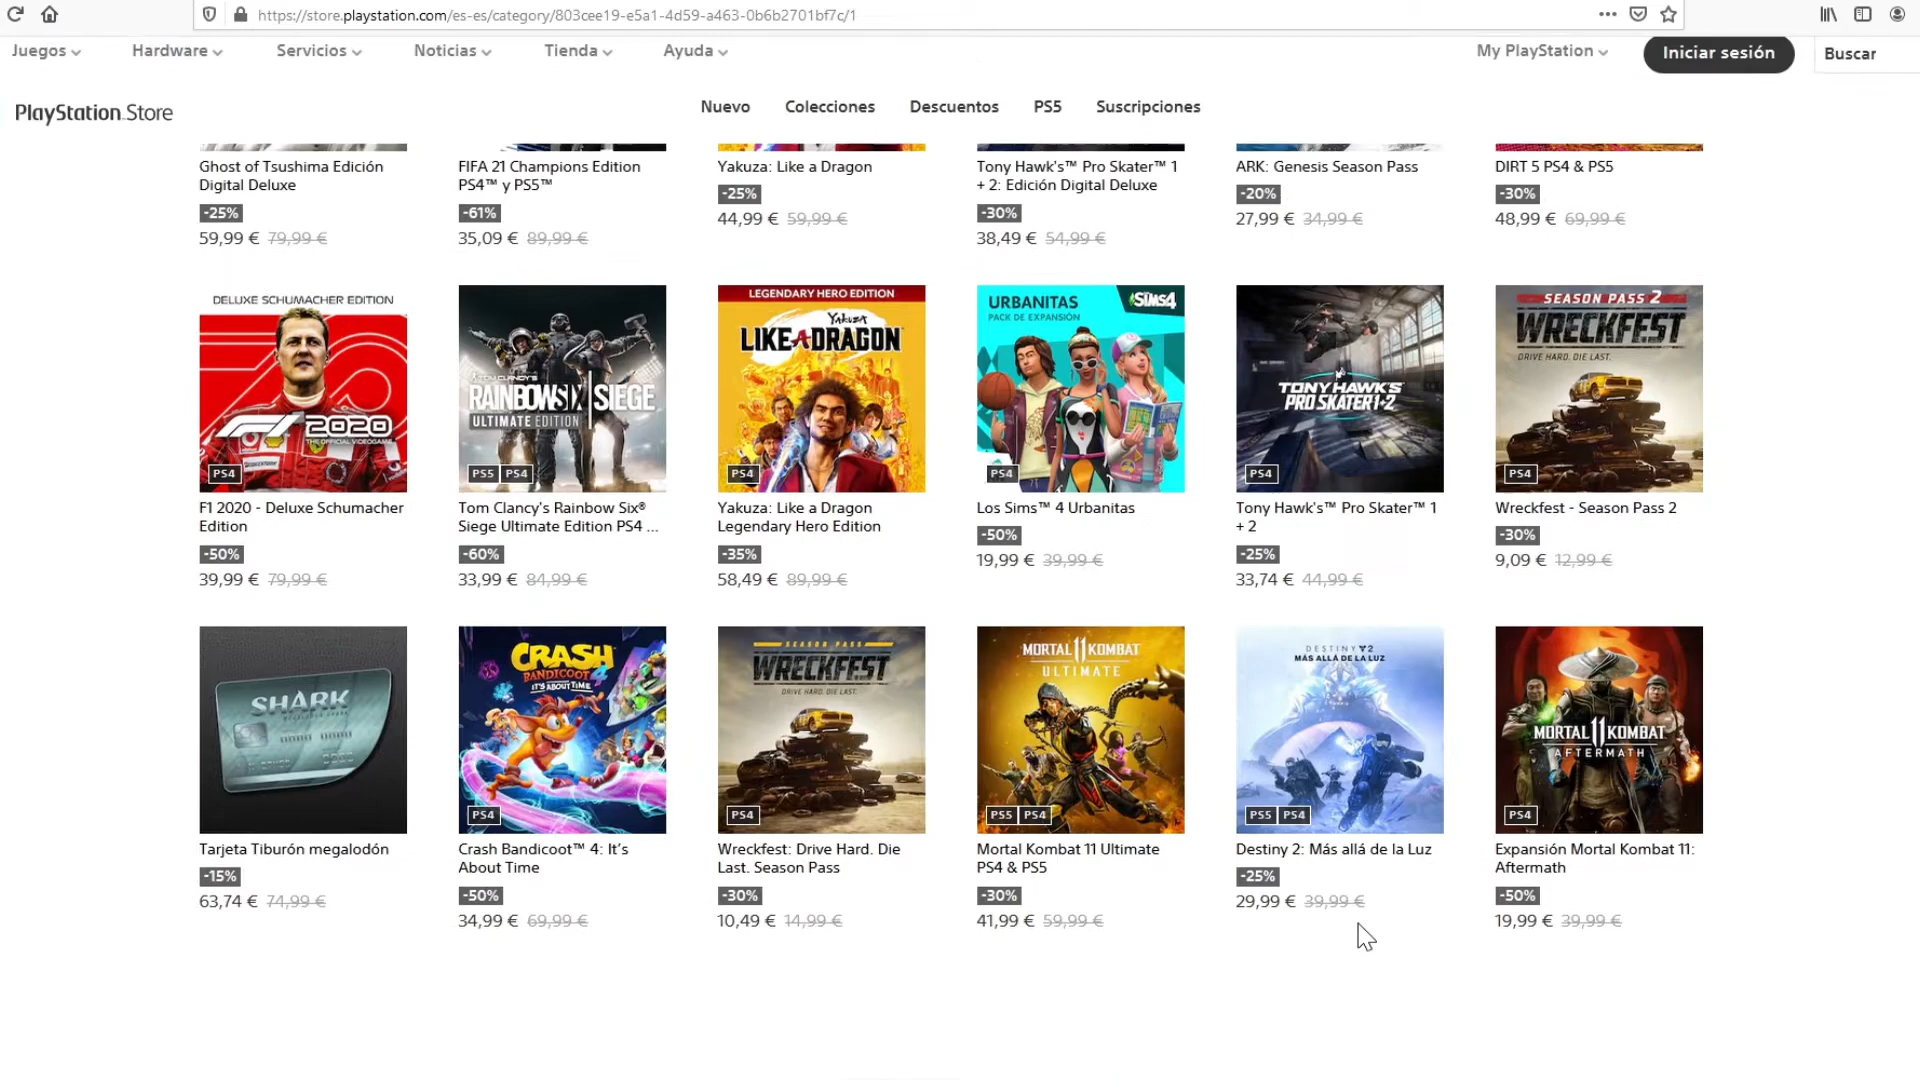 https://store.playstation.com/es-es/category/803cee19-e5a1-4d59-a463-0b6b2701bf7c/1
Juegos
Hardware
Servicios
Noticias
Tienda
Ayuda
My PlayStation
Iniciar sesión
Buscar
PlayStation Store
Nuevo
Colecciones
Descuentos
PS5
Suscripciones
Ghost of Tsushima Edición
Digital Deluxe
-25%
59,99 € 79,99 €
FIFA 21 Champions Edition
PS4™ y PS5™
-61%
35,09 € 89,99 €
Yakuza: Like a Dragon
-25%
44,99 € 59,99 €
Tony Hawk's™ Pro Skater™ 1
+ 2: Edición Digital Deluxe
-30%
38,49 € 54,99 €
ARK: Genesis Season Pass
-20%
27,99 € 34,99 €
DIRT 5 PS4 & PS5
-30%
48,99 € 69,99 €
DELUXE SCHUMACHER EDITION
F1 2020
THE OFFICIAL VIDEOGAME
PS4
F1 2020 - Deluxe Schumacher
Edition
-50%
39,99 € 79,99 €
TOM CLANCY'S
RAINBOW SIX | SIEGE
ULTIMATE EDITION
PS5 PS4
Tom Clancy's Rainbow Six®
Siege Ultimate Edition PS4 ...
-60%
33,99 € 84,99 €
LEGENDARY HERO EDITION
Yakuza
LIKE A DRAGON
PS4
Yakuza: Like a Dragon
Legendary Hero Edition
-35%
58,49 € 89,99 €
URBANITAS
PACK DE EXPANSIÓN
SIMS4
PS4
Los Sims™ 4 Urbanitas
-50%
19,99 € 39,99 €
TONY HAWK'S
PRO SKATER 1+2
PS4
Tony Hawk's™ Pro Skater™ 1
+ 2
-25%
33,74 € 44,99 €
SEASON PASS 2
WRECKFEST
DRIVE HARD. DIE LAST.
PS4
Wreckfest - Season Pass 2
-30%
9,09 € 12,99 €
SHARK
Tarjeta Tiburón megalodón
-15%
63,74 € 74,99 €
CRASH
BANDICOOT 4
IT'S ABOUT TIME
PS4
Crash Bandicoot™ 4: It's
About Time
-50%
34,99 € 69,99 €
SEASON PASS
WRECKFEST
DRIVE HARD. DIE LAST.
PS4
Wreckfest: Drive Hard. Die
Last. Season Pass
-30%
10,49 € 14,99 €
MORTAL KOMBAT 11
ULTIMATE
PS5 PS4
Mortal Kombat 11 Ultimate
PS4 & PS5
-30%
41,99 € 59,99 €
DESTINY 2
MÁS ALLÁ DE LA LUZ
PS5 PS4
Destiny 2: Más allá de la Luz
-25%
29,99 € 39,99 €
MORTAL KOMBAT 11
AFTERMATH
PS4
Expansión Mortal Kombat 11:
Aftermath
-50%
19,99 € 39,99 €